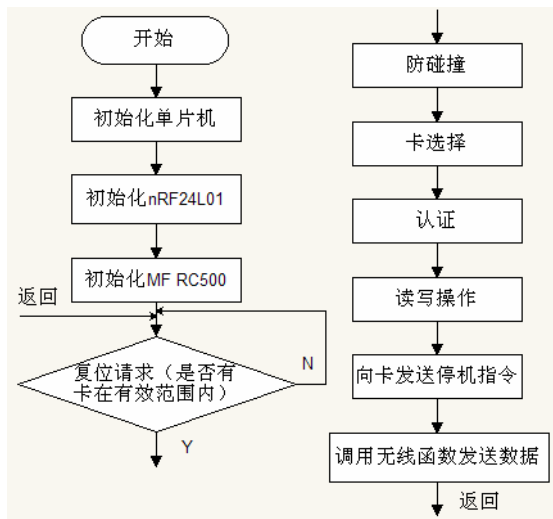 开始
初始化单片机
初始化nRF24L01
初始化MF RC500
返回
复位请求（是否有
卡在有效范围内）
N
Y
防碰撞
卡选择
认证
读写操作
向卡发送停机指令
调用无线函数发送数据
返回